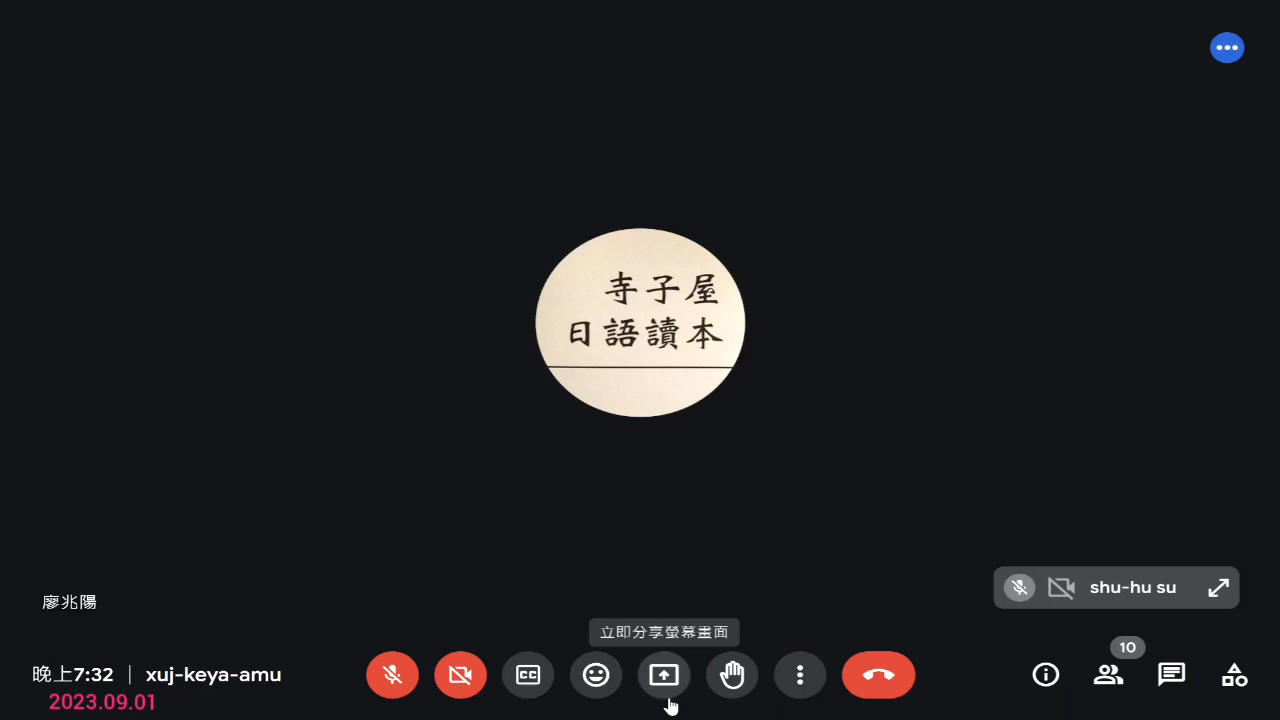 寺子屋
日語讀本
廖兆陽
shu-hu su
立即分享螢幕畫面
晚上7:32 | xuj-keya-amu
10
2023.09.01